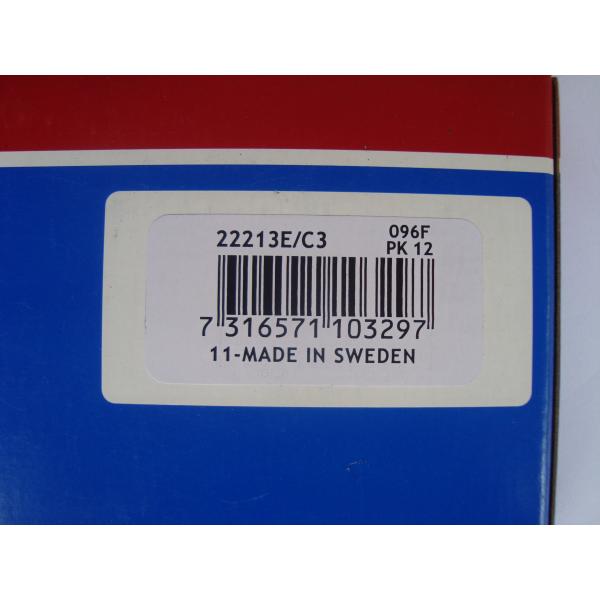 22213E/C3
096F
PK 12
7 316571 103297
11-MADE IN SWEDEN